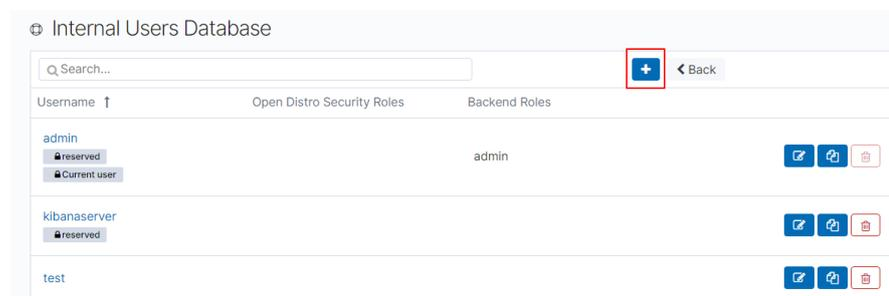 Internal Users Database
Search...
Back
Username Open Distro Security Roles Backend Roles
admin
reserved
Current user
admin
kibanaserver
reserved
test